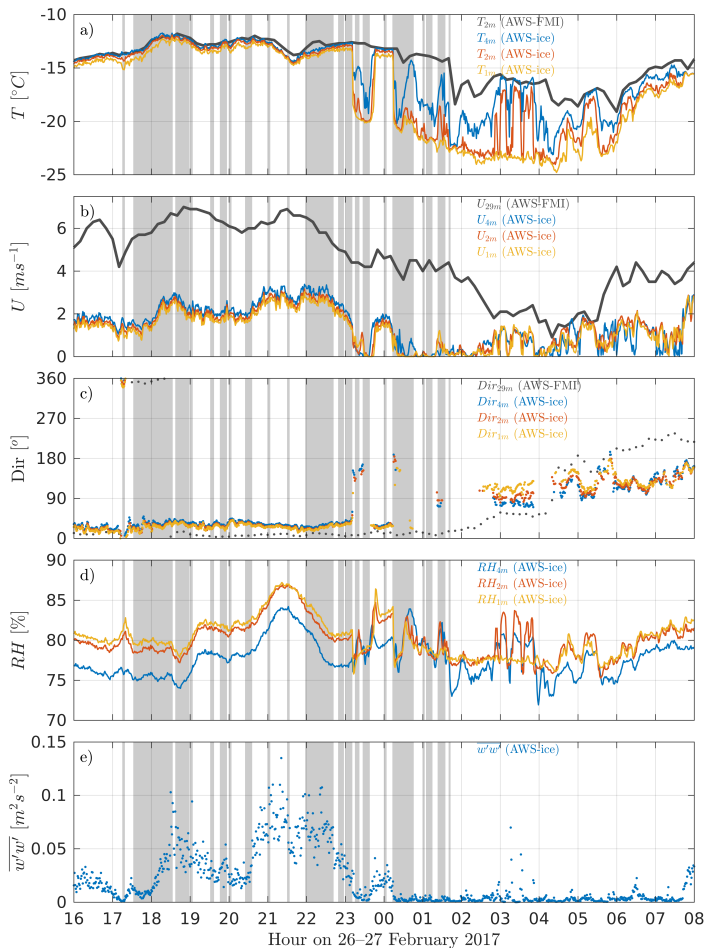 -10
-15
-20
-25
T [°C]
a)
T2m (AWS-FMI)
T4m (AWS-ice)
T2m (AWS-ice)
T1m (AWS-ice)
6
4
2
0
U [ms⁻¹]
b)
U29m (AWS-FMI)
U4m (AWS-ice)
U2m (AWS-ice)
U1m (AWS-ice)
360
270
180
90
0
Dir [°]
c)
Dir29m (AWS-FMI)
Dir4m (AWS-ice)
Dir2m (AWS-ice)
Dir1m (AWS-ice)
90
85
80
75
70
RH [%]
d)
RH4m (AWS-ice)
RH2m (AWS-ice)
RH1m (AWS-ice)
0.15
0.1
0.05
0
w'w' [m²s⁻²]
e)
w'w' (AWS-ice)
16 17 18 19 20 21 22 23 00 01 02 03 04 05 06 07 08
Hour on 26–27 February 2017